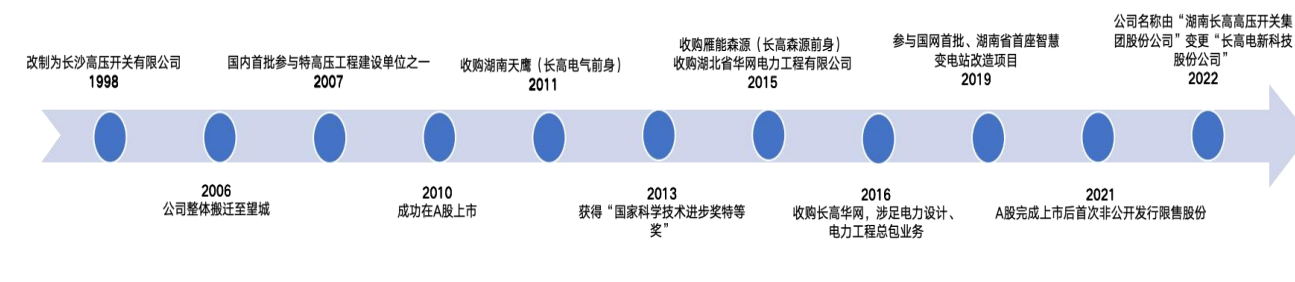 改制为长沙高压开关有限公司
1998
2006
公司整体搬迁至望城
国内首批参与特高压工程建设单位之一
2007
2010
成功在A股上市
收购湖南天鹰（长高电气前身）
2011
2013
获得“国家科学技术进步奖特等
奖”
收购雁能森源（长高森源前身）
收购湖北省华网电力工程有限公司
2015
2016
收购长高华网，涉足电力设计、
电力工程总包业务
参与国网首批、湖南省首座智慧
变电站改造项目
2019
2021
A股完成上市后首次非公开发行限售股份
公司名称由“湖南长高高压开关集
团股份公司”变更“长高电新科技
股份公司”
2022